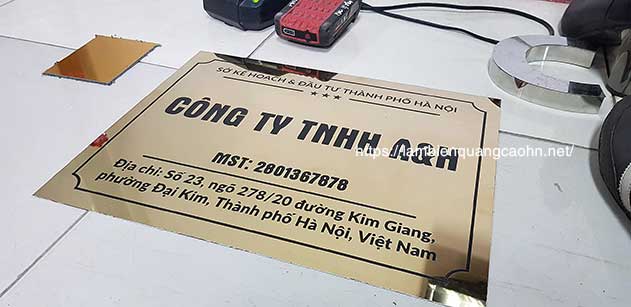 SỞ KẾ HOẠCH & ĐẦU TƯ THÀNH PHỐ HÀ NỘI
CÔNG TY TNHH A&H
https://lambienquangcaohn.net/
MST: 2801367878
Địa chỉ: Số 23, ngõ 278/20 đường Kim Giang,
phường Đại Kim, Thành phố Hà Nội, Việt Nam